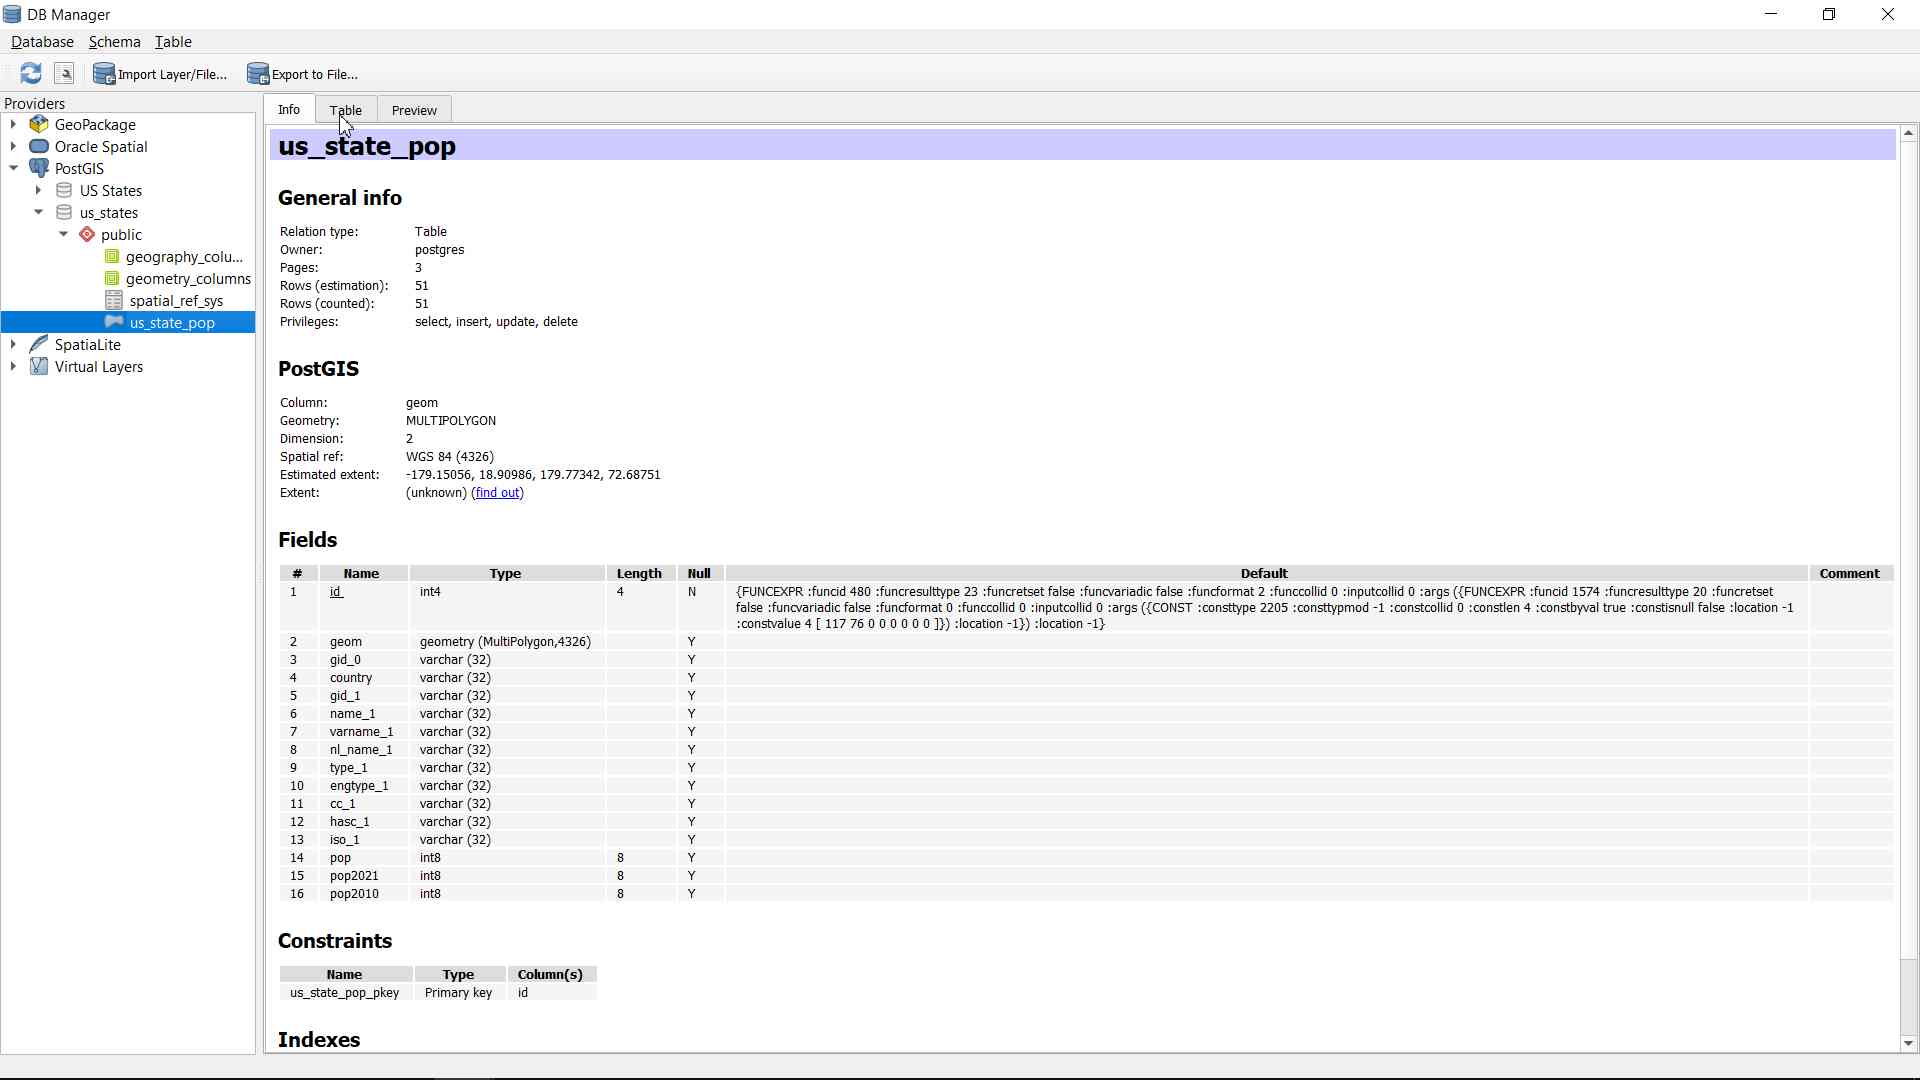 DB Manager
Database Schema Table
Import Layer/File... Export to File...
Providers
GeoPackage
Oracle Spatial
PostGIS
US States
us_states
public
geography_colu...
geometry_columns
spatial_ref_sys
us_state_pop
SpatiaLite
Virtual Layers
Info Table Preview
us_state_pop
General info
Relation type: Table
Owner: postgres
Pages: 3
Rows (estimation): 51
Rows (counted): 51
Privileges: select, insert, update, delete
PostGIS
Column: geom
Geometry: MULTIPOLYGON
Dimension: 2
Spatial ref: WGS 84 (4326)
Estimated extent: -179.15056, 18.90986, 179.77342, 72.68751
Extent: (unknown) (find out)
Fields
# Name Type Length Null Default Comment
1 id int4 4 N {FUNCEXPR :funcid 480 :funcresulttype 23 :funcretset false :funcvariadic false :funcformat 2 :funccollid 0 :inputcollid 0 :args ({FUNCEXPR :funcid 1574 :funcresulttype 20 :funcretset
false :funcvariadic false :funcformat 0 :funccollid 0 :inputcollid 0 :args ({CONST :consttype 2205 :consttypmod -1 :constcollid 0 :constlen 4 :constbyval true :constisnull false :location -1
:constvalue 4 [ 117 76 0 0 0 0 0 0 ]}) :location -1}) :location -1}
2 geom geometry (MultiPolygon,4326) Y
3 gid_0 varchar (32) Y
4 country varchar (32) Y
5 gid_1 varchar (32) Y
6 name_1 varchar (32) Y
7 varname_1 varchar (32) Y
8 nl_name_1 varchar (32) Y
9 type_1 varchar (32) Y
10 engtype_1 varchar (32) Y
11 cc_1 varchar (32) Y
12 hasc_1 varchar (32) Y
13 iso_1 varchar (32) Y
14 pop int8 8 Y
15 pop2021 int8 8 Y
16 pop2010 int8 8 Y
Constraints
Name Type Column(s)
us_state_pop_pkey Primary key id
Indexes